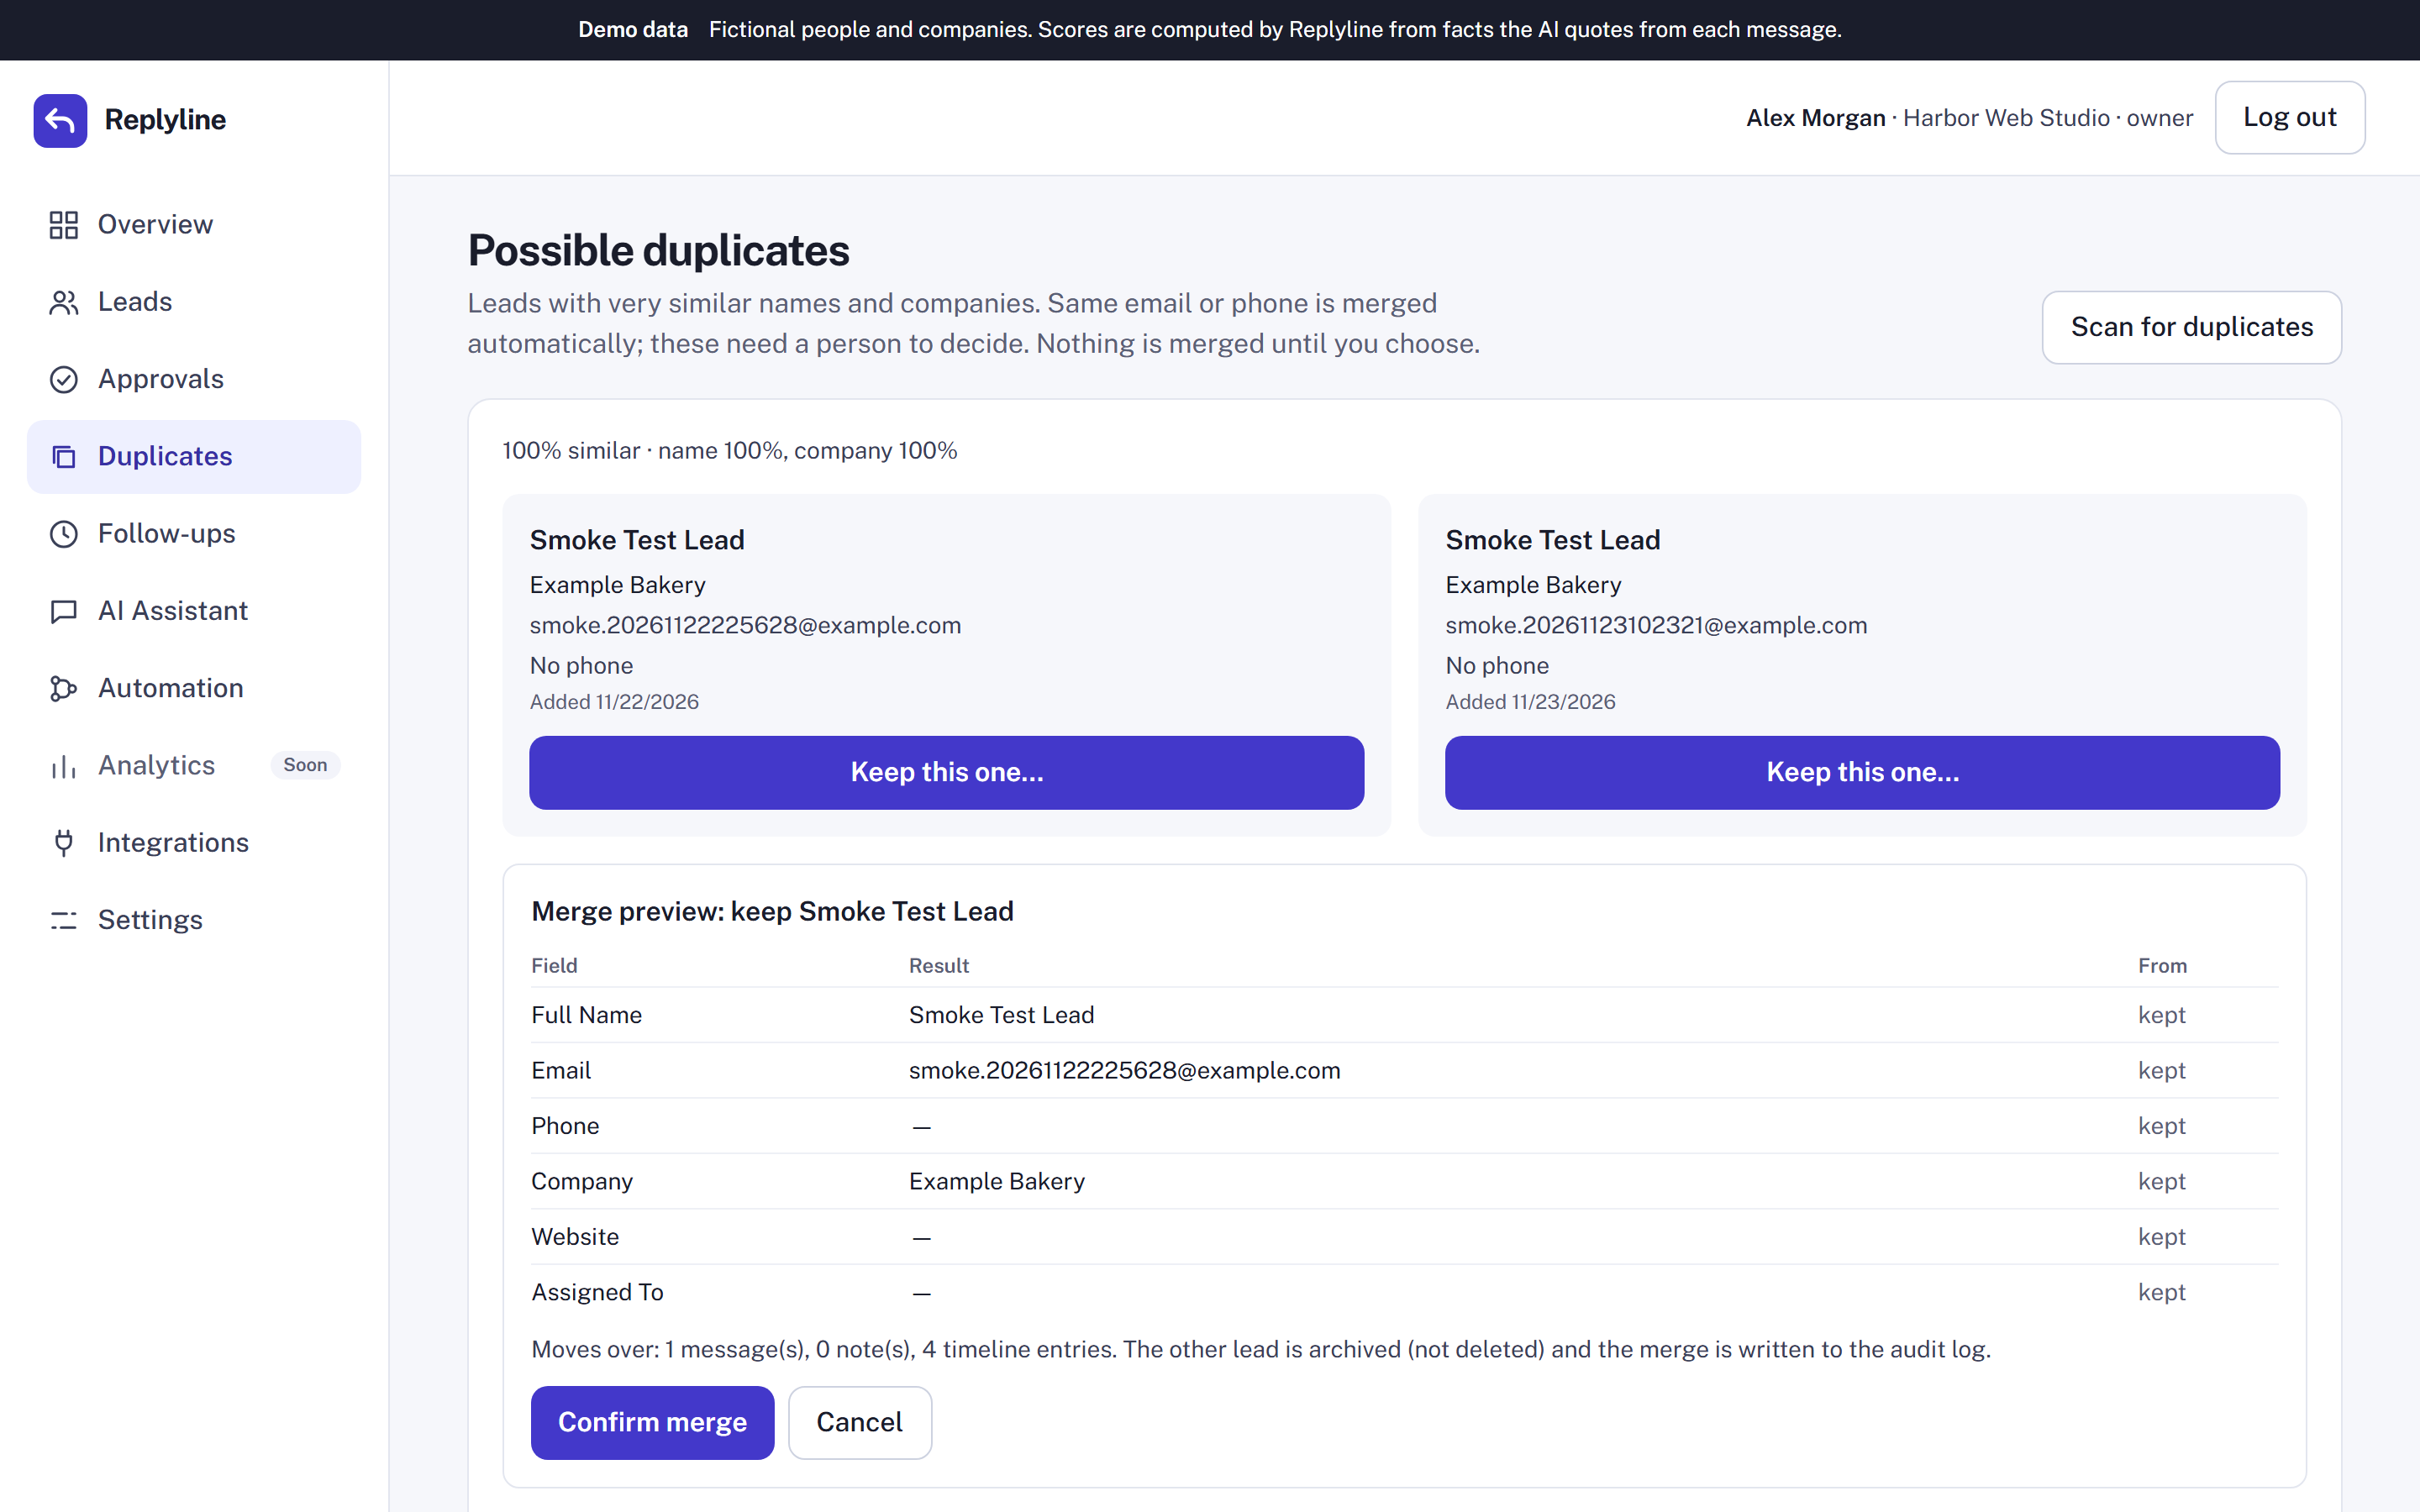 Demo data Fictional people and companies. Scores are computed by Replyline from facts the AI quotes from each message.
Replyline
Alex Morgan · Harbor Web Studio · owner
Log out
Overview
Leads
Approvals
Duplicates
Follow-ups
AI Assistant
Automation
Analytics Soon
Integrations
Settings
Possible duplicates
Leads with very similar names and companies. Same email or phone is merged
automatically; these need a person to decide. Nothing is merged until you choose.
Scan for duplicates
100% similar · name 100%, company 100%
Smoke Test Lead
Example Bakery
smoke.20261122225628@example.com
No phone
Added 11/22/2026
Keep this one...
Smoke Test Lead
Example Bakery
smoke.20261123102321@example.com
No phone
Added 11/23/2026
Keep this one...
Merge preview: keep Smoke Test Lead
Field Result From
Full Name Smoke Test Lead kept
Email smoke.20261122225628@example.com kept
Phone — kept
Company Example Bakery kept
Website — kept
Assigned To — kept
Moves over: 1 message(s), 0 note(s), 4 timeline entries. The other lead is archived (not deleted) and the merge is written to the audit log.
Confirm merge
Cancel